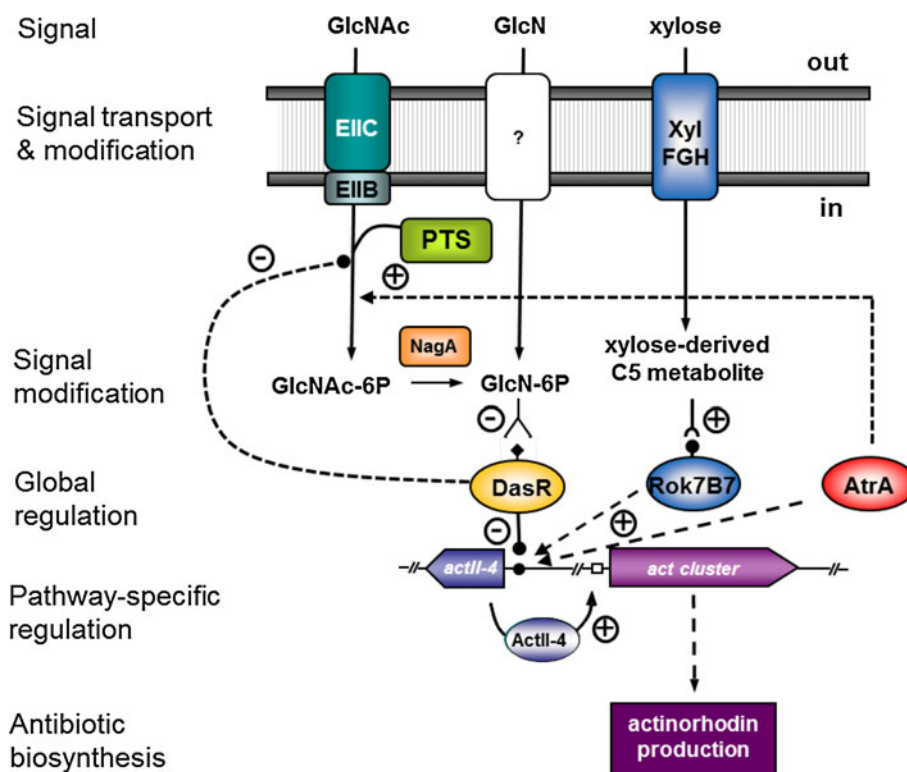 Signal
GlcNAc
GlcN
xylose
out
Signal transport
& modification
EIIC
?
Xyl
FGH
EIIB
in
PTS
-
+
Signal
modification
NagA
GlcNAc-6P
GlcN-6P
xylose-derived
C5 metabolite
-
+
Global
regulation
DasR
Rok7B7
AtrA
-
+
actII-4
act cluster
Pathway-specific
regulation
ActII-4
+
Antibiotic
biosynthesis
actinorhodin
production